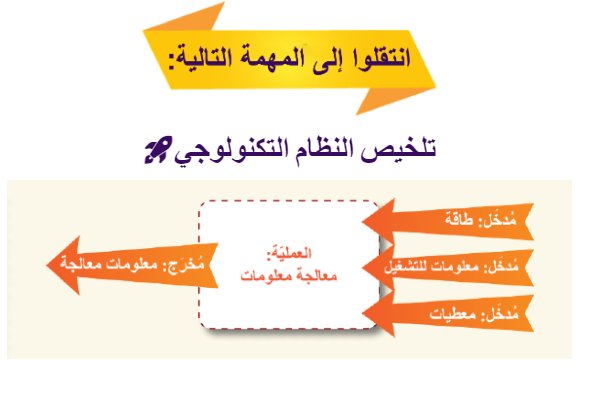 انتقلوا إلى المهمة التالية:
تلخيص النظام التكنولوجي
مُدخَل: طاقة
مُدخَل: معلومات للتشغيل
مُدخَل: معطيات
العمليّة:
معالجة معلومات
مُخرَج: معلومات معالجة